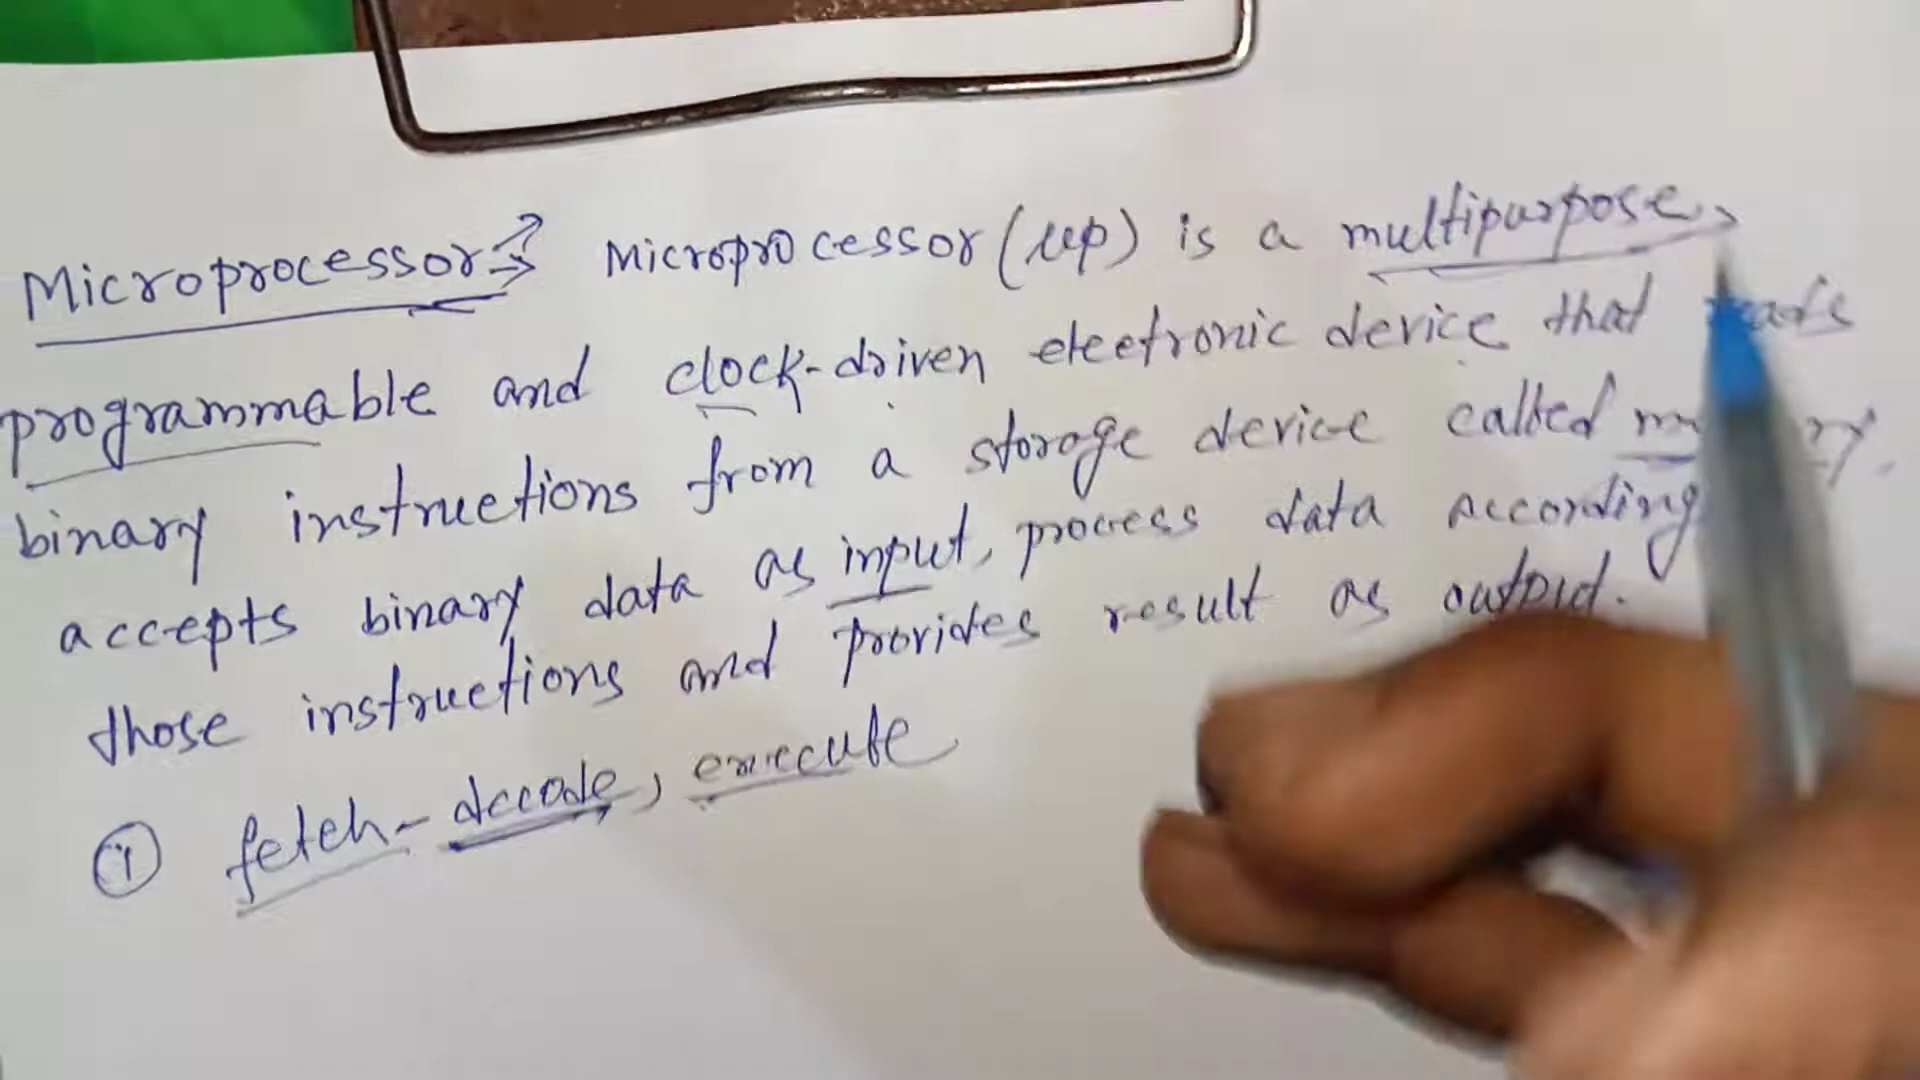 Microprocessor → Microprocessor (μp) is a multipurpose,
programmable and clock-driven electronic device that
binary instructions from a storage device called
accepts binary data as input, process data according
those instructions and provides result as output.
① fetch - decode, execute